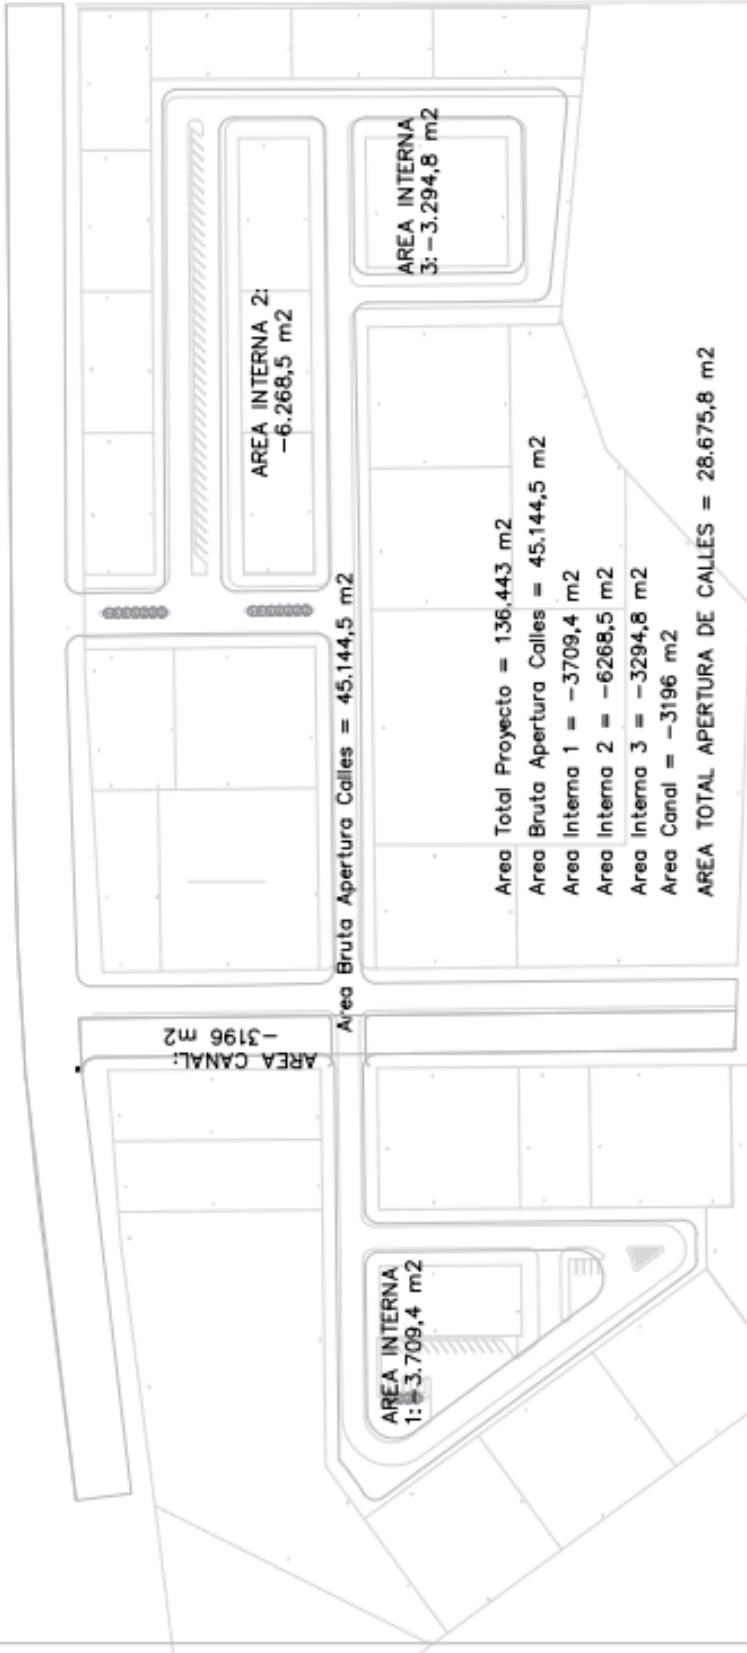 AREA INTERNA
1: -3.709,4 m2
AREA CANAL:
-3196 m2
Area Bruta Apertura Calles = 45.144,5 m2
AREA INTERNA 2:
-6.268,5 m2
AREA INTERNA
3: -3.294,8 m2
Area Total Proyecto = 136.443 m2
Area Bruta Apertura Calles = 45.144,5 m2
Area Interna 1 = -3709,4 m2
Area Interna 2 = -6268,5 m2
Area Interna 3 = -3294,8 m2
Area Canal = -3196 m2
AREA TOTAL APERTURA DE CALLES = 28.675,8 m2